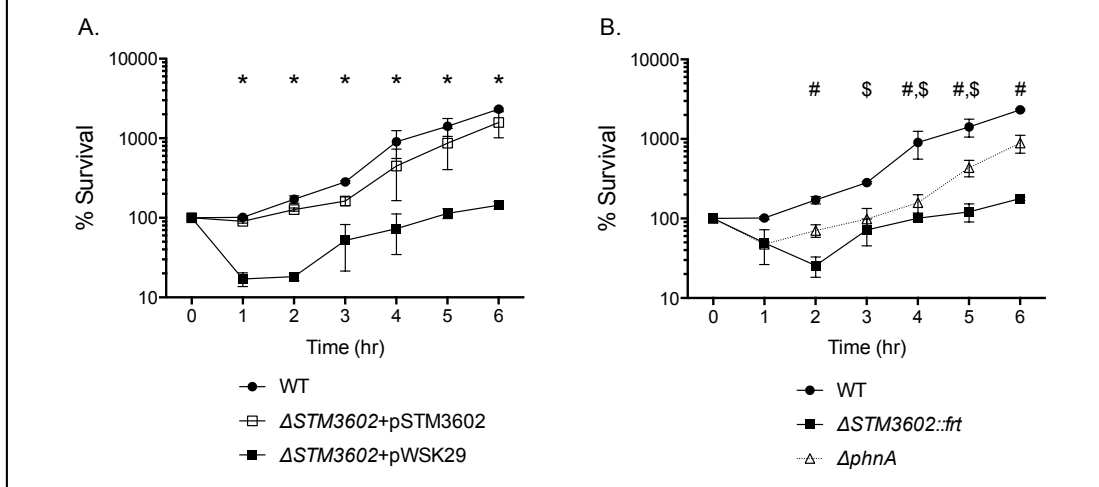 A.
10000
1000
100
10
% Survival
* * * * * *
0 1 2 3 4 5 6
Time (hr)
WT
ΔSTM3602+pSTM3602
ΔSTM3602+pWSK29
B.
10000
1000
100
10
% Survival
# $ #,$ #,$ #
0 1 2 3 4 5 6
Time (hr)
WT
ΔSTM3602::frt
ΔphnA